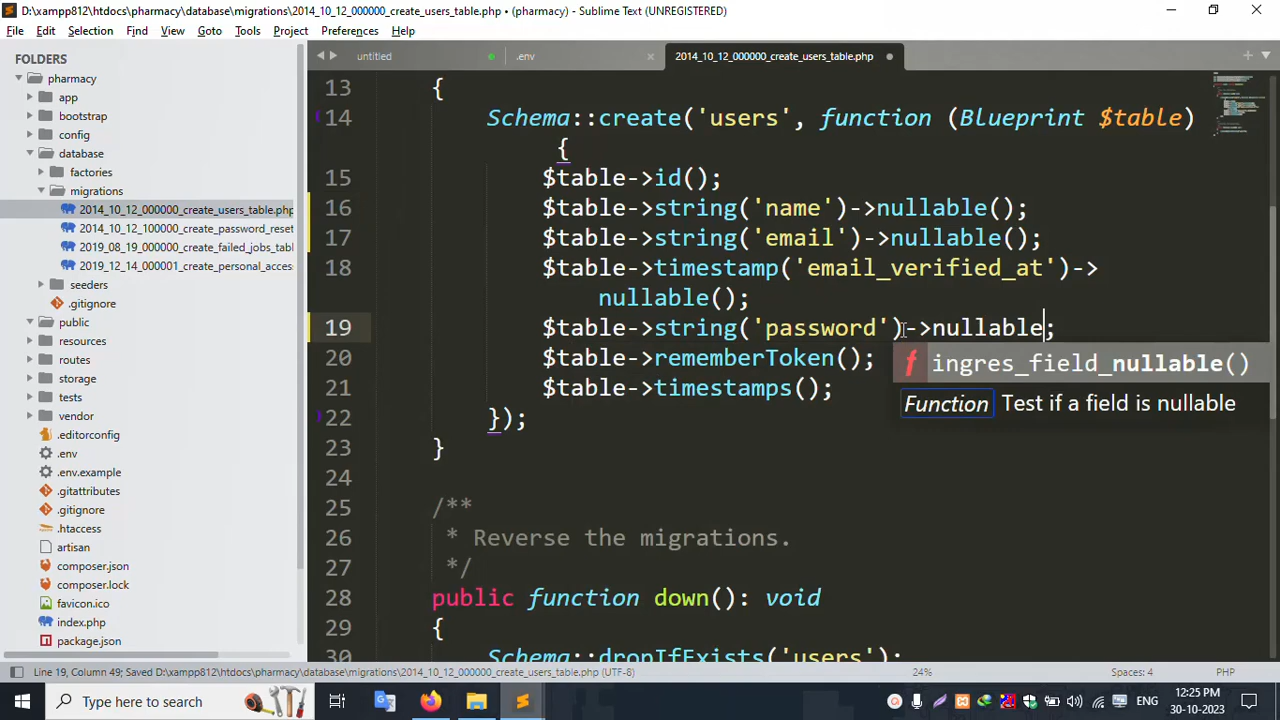 D:\xampp812\htdocs\pharmacy\database\migrations\2014_10_12_000000_create_users_table.php • (pharmacy) - Sublime Text (UNREGISTERED)
File Edit Selection Find View Goto Tools Project Preferences Help
FOLDERS
pharmacy
app
bootstrap
config
database
factories
migrations
2014_10_12_000000_create_users_table.php
2014_10_12_100000_create_password_reset
2019_08_19_000000_create_failed_jobs_tabl
2019_12_14_000001_create_personal_access
seeders
.gitignore
public
resources
routes
storage
tests
vendor
.editorconfig
.env
.env.example
.gitattributes
.gitignore
.htaccess
artisan
composer.json
composer.lock
favicon.ico
index.php
package.json
untitled .env 2014_10_12_000000_create_users_table.php
13 {
14 Schema::create('users', function (Blueprint $table)
{
15 $table->id();
16 $table->string('name')->nullable();
17 $table->string('email')->nullable();
18 $table->timestamp('email_verified_at')->
nullable();
19 $table->string('password')->nullable;
20 $table->rememberToken();
21 $table->timestamps();
22 });
23 }
24
25 /**
26 * Reverse the migrations.
27 */
28 public function down(): void
29 {
30 Schema::dropIfExists('users');
f ingres_field_nullable()
Function Test if a field is nullable
Line 19, Column 49; Saved D:\xampp812\htdocs\pharmacy\database\migrations\2014_10_12_000000_create_users_table.php (UTF-8) 24% Spaces: 4 PHP
Type here to search
ENG
12:25 PM
30-10-2023